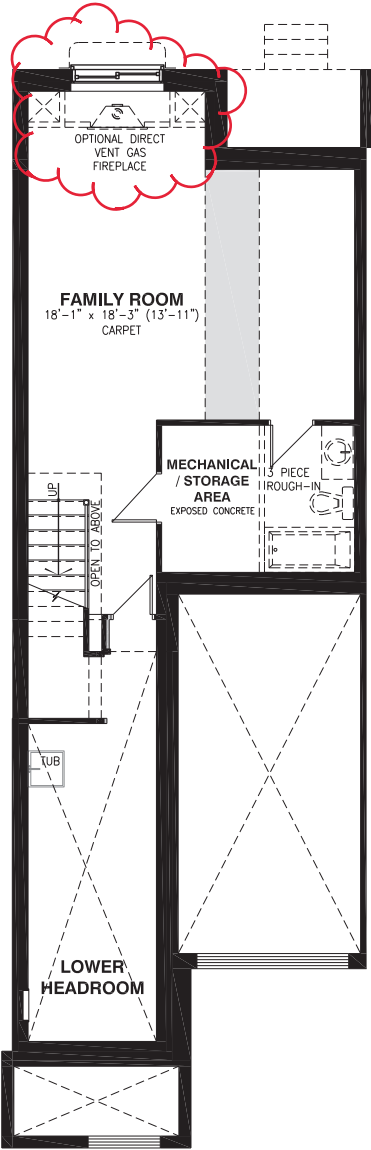 OPTIONAL DIRECT
VENT GAS
FIREPLACE
FAMILY ROOM
18'-1" x 18'-3" (13'-11")
CARPET
MECHANICAL
/ STORAGE
AREA
EXPOSED CONCRETE
3 PIECE
ROUGH-IN
UP
OPEN TO ABOVE
TUB
LOWER
HEADROOM